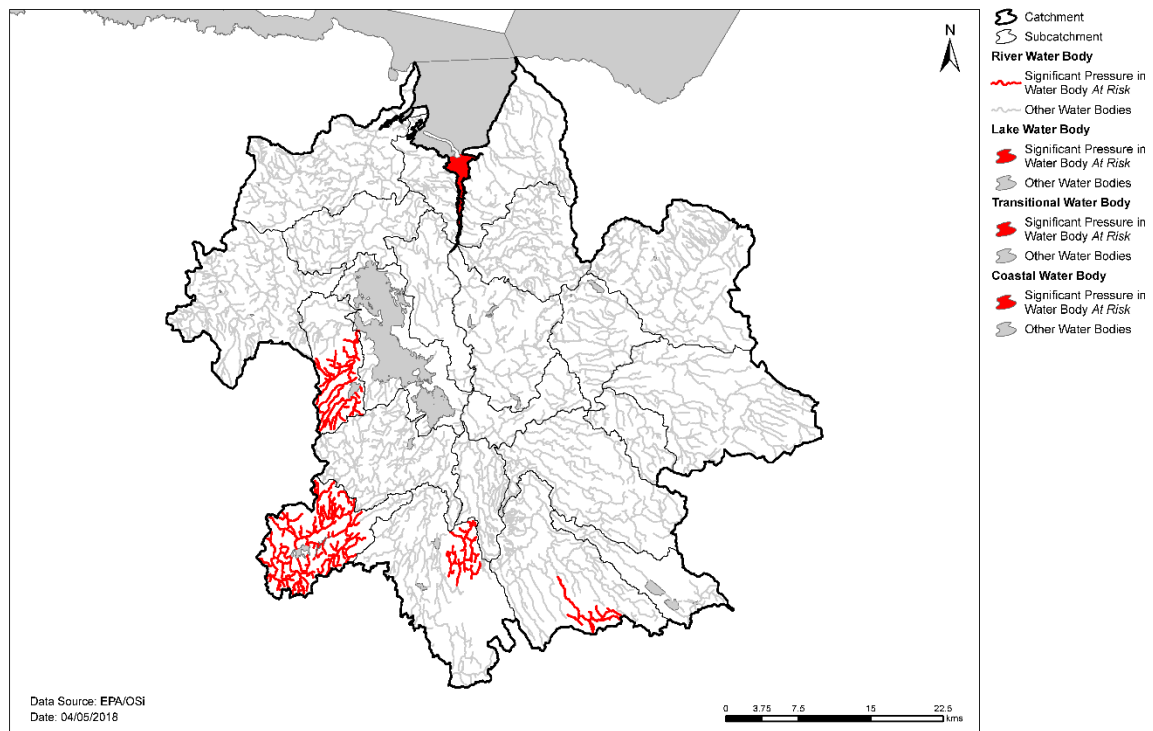 N
Catchment
Subcatchment
River Water Body
Significant Pressure in
Water Body At Risk
Other Water Bodies
Lake Water Body
Significant Pressure in
Water Body At Risk
Other Water Bodies
Transitional Water Body
Significant Pressure in
Water Body At Risk
Other Water Bodies
Coastal Water Body
Significant Pressure in
Water Body At Risk
Other Water Bodies
Data Source: EPA/OSi
Date: 04/05/2018
0 3.75 7.5 15 22.5
kms